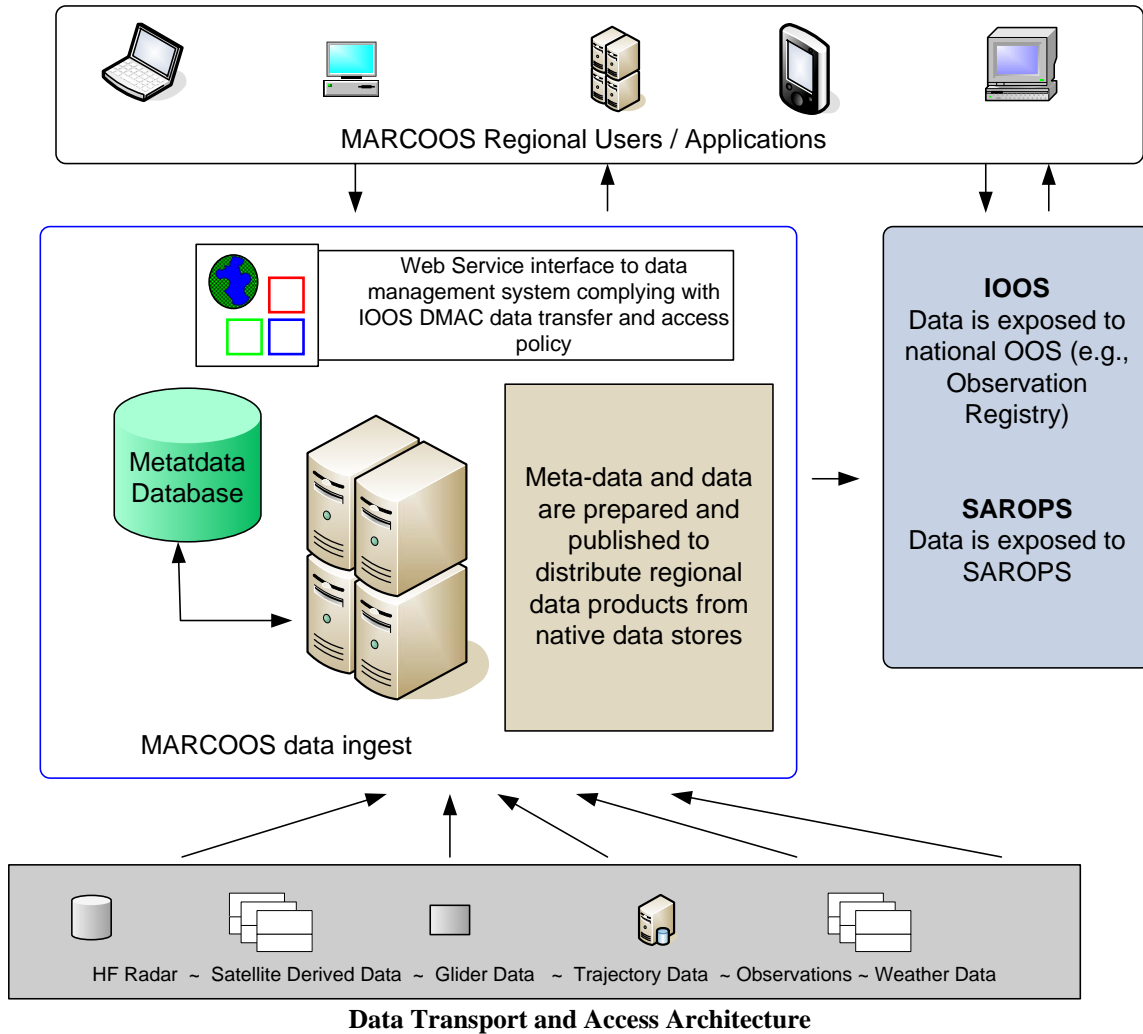 MARCOOS Regional Users / Applications
Web Service interface to data
management system complying with
IOOS DMAC data transfer and access
policy
Metatdata
Database
Meta-data and data
are prepared and
published to
distribute regional
data products from
native data stores
MARCOOS data ingest
IOOS
Data is exposed to
national OOS (e.g.,
Observation
Registry)
SAROPS
Data is exposed to
SAROPS
HF Radar ~ Satellite Derived Data ~ Glider Data ~ Trajectory Data ~ Observations ~ Weather Data
Data Transport and Access Architecture